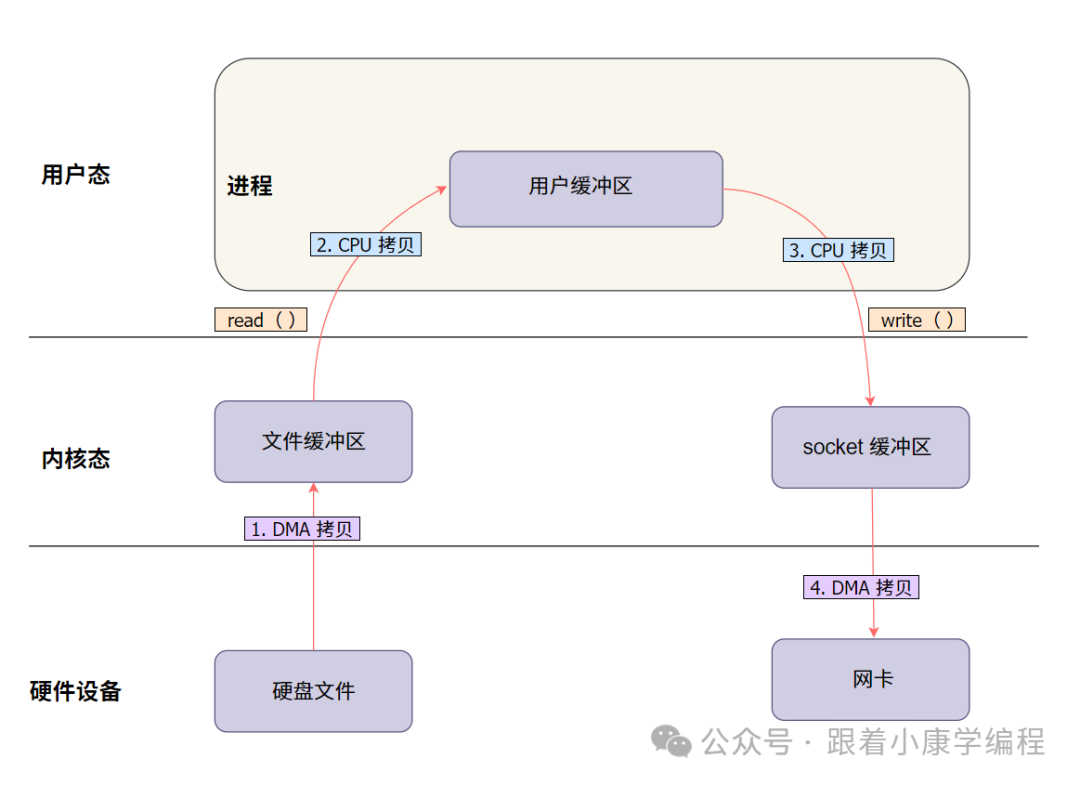 用户态
进程
用户缓冲区
2. CPU 拷贝
3. CPU 拷贝
read（ ）
write（ ）
内核态
文件缓冲区
socket 缓冲区
1. DMA 拷贝
4. DMA 拷贝
硬件设备
硬盘文件
网卡
公众号 · 跟着小康学编程